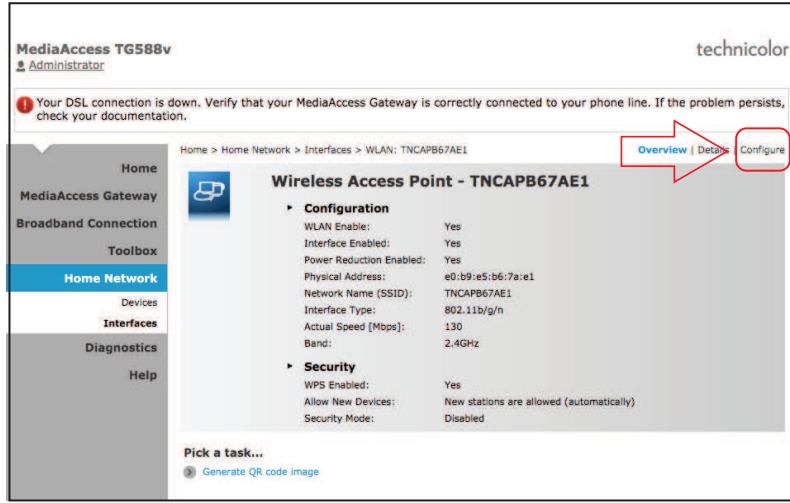 MediaAccess TG588v
technicolor
Administrator
Your DSL connection is down. Verify that your MediaAccess Gateway is correctly connected to your phone line. If the problem persists,
check your documentation.
Home > Home Network > Interfaces > WLAN: TNCAPB67AE1
Overview | Details | Configure
Home
MediaAccess Gateway
Broadband Connection
Toolbox
Home Network
Devices
Interfaces
Diagnostics
Help
Wireless Access Point - TNCAPB67AE1
Configuration
WLAN Enable: Yes
Interface Enabled: Yes
Power Reduction Enabled: Yes
Physical Address: e0:b9:e5:b6:7a:e1
Network Name (SSID): TNCAPB67AE1
Interface Type: 802.11b/g/n
Actual Speed [Mbps]: 130
Band: 2.4GHz
Security
WPS Enabled: Yes
Allow New Devices: New stations are allowed (automatically)
Security Mode: Disabled
Pick a task...
Generate QR code image